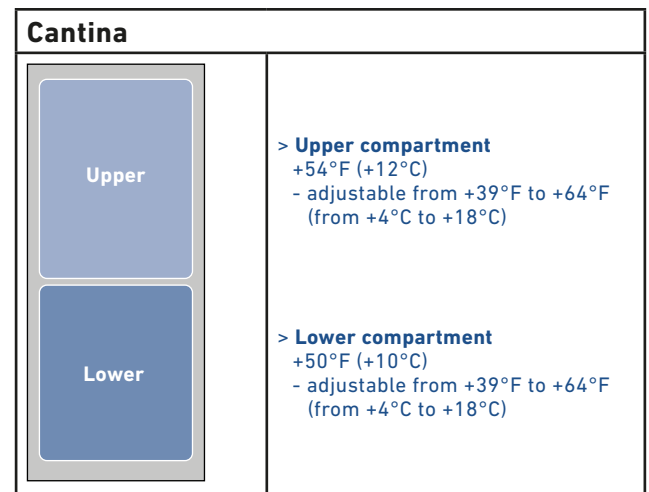 Cantina
Upper
> Upper compartment
+54°F (+12°C)
- adjustable from +39°F to +64°F
(from +4°C to +18°C)
Lower
> Lower compartment
+50°F (+10°C)
- adjustable from +39°F to +64°F
(from +4°C to +18°C)